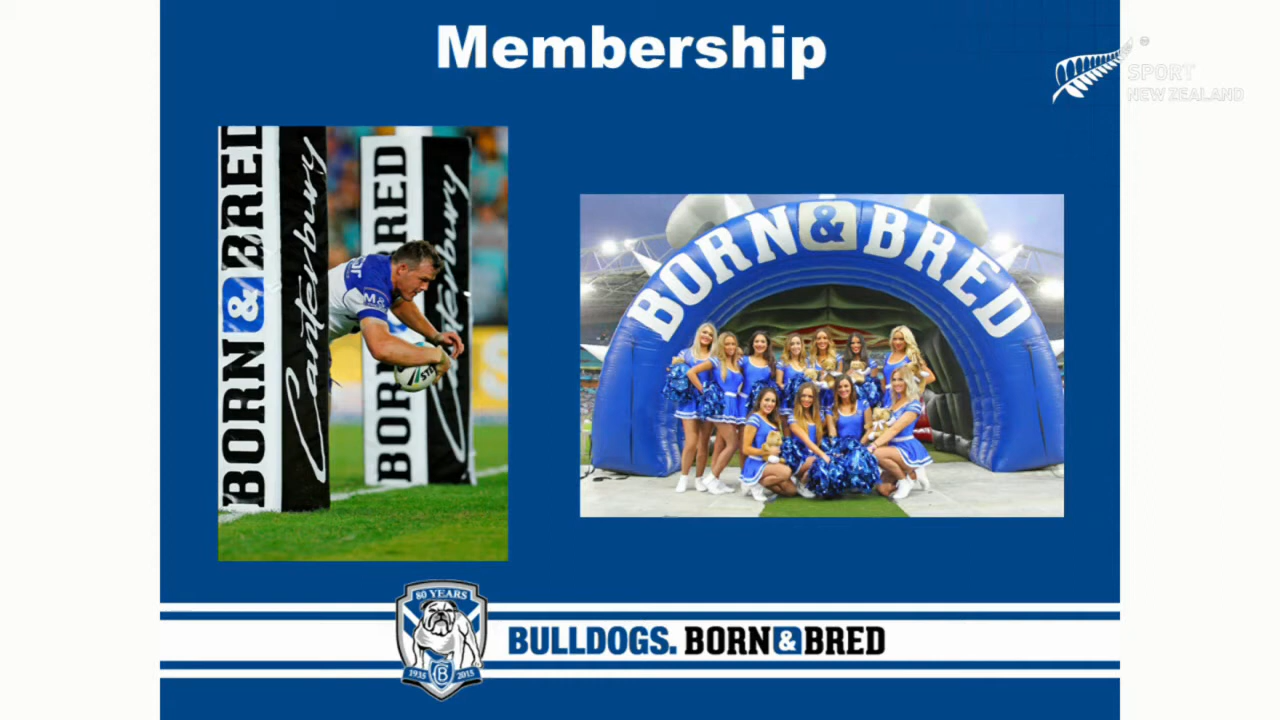 Membership
SPORT
NEW ZEALAND
BORN & BRED
Canterbury
BORN & BRED
Canterbury
BORN & BRED
80 YEARS
1935 2015
BULLDOGS. BORN & BRED